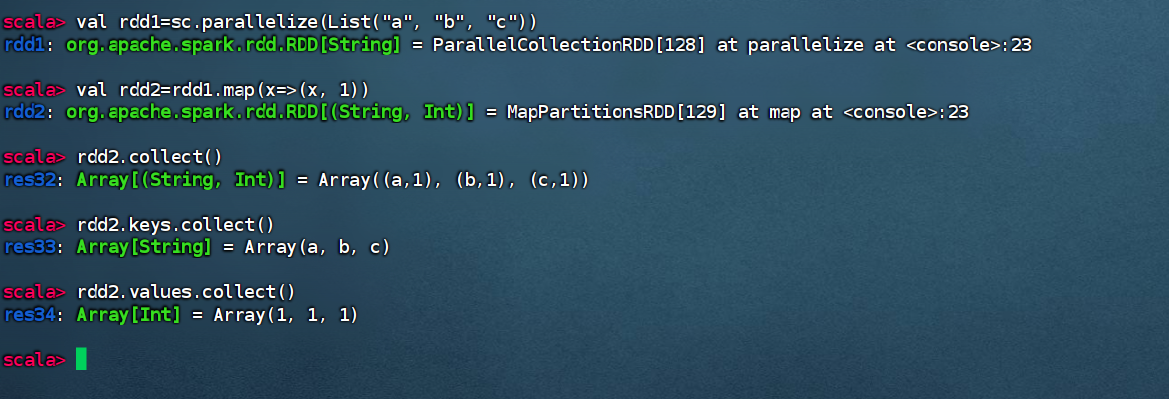 scala> val rdd1=sc.parallelize(List("a", "b", "c"))
rdd1: org.apache.spark.rdd.RDD[String] = ParallelCollectionRDD[128] at parallelize at <console>:23
scala> val rdd2=rdd1.map(x=>(x, 1))
rdd2: org.apache.spark.rdd.RDD[(String, Int)] = MapPartitionsRDD[129] at map at <console>:23
scala> rdd2.collect()
res32: Array[(String, Int)] = Array((a,1), (b,1), (c,1))
scala> rdd2.keys.collect()
res33: Array[String] = Array(a, b, c)
scala> rdd2.values.collect()
res34: Array[Int] = Array(1, 1, 1)
scala>